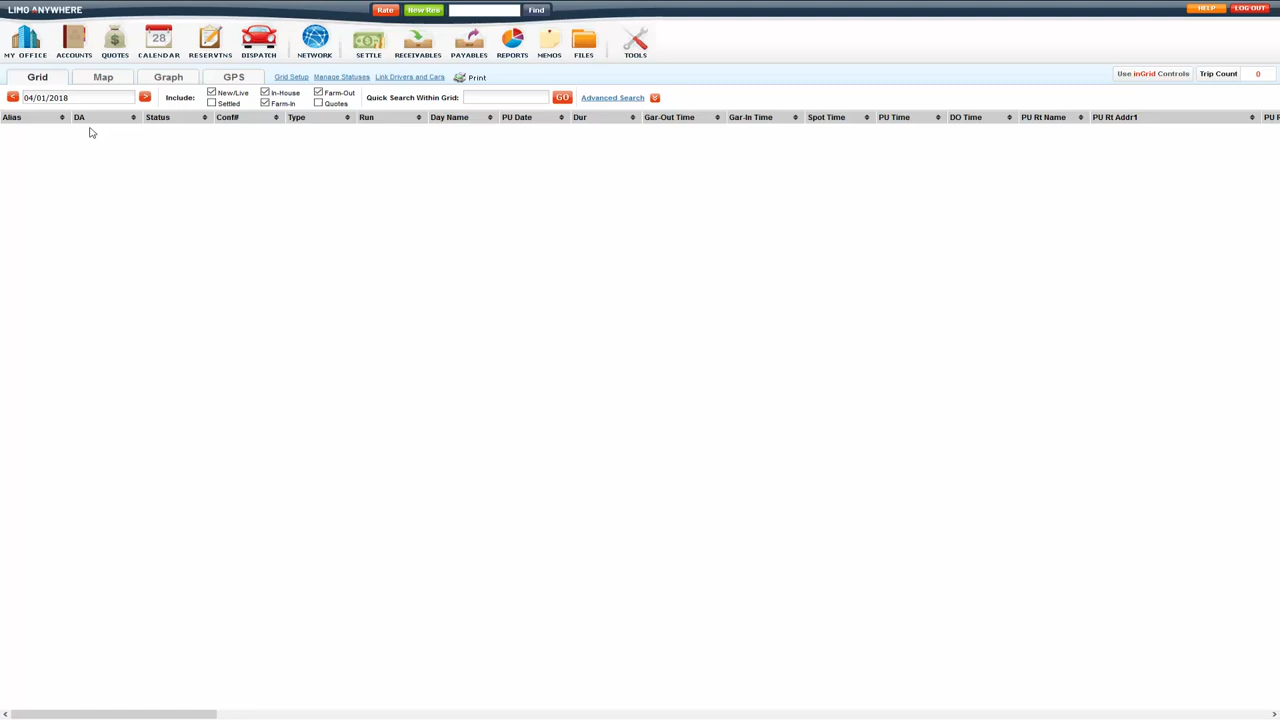 LIMO ANYWHERE Rate New Res Find HELP LOG OUT
28
MY OFFICE ACCOUNTS QUOTES CALENDAR RESERVTNS DISPATCH NETWORK SETTLE RECEIVABLES PAYABLES REPORTS MEMOS FILES TOOLS
Grid Map Graph GPS Grid Setup Manage Statuses Link Drivers and Cars Print Use inGrid Controls Trip Count 0
< 04/01/2018 > Include: New/Live In-House Farm-Out Quick Search Within Grid: GO Advanced Search
Settled Farm-In Quotes
Alias DA Status Conf# Type Run Day Name PU Date Dur Gar-Out Time Gar-In Time Spot Time PU Time DO Time PU Rt Name PU Rt Addr1 PU R